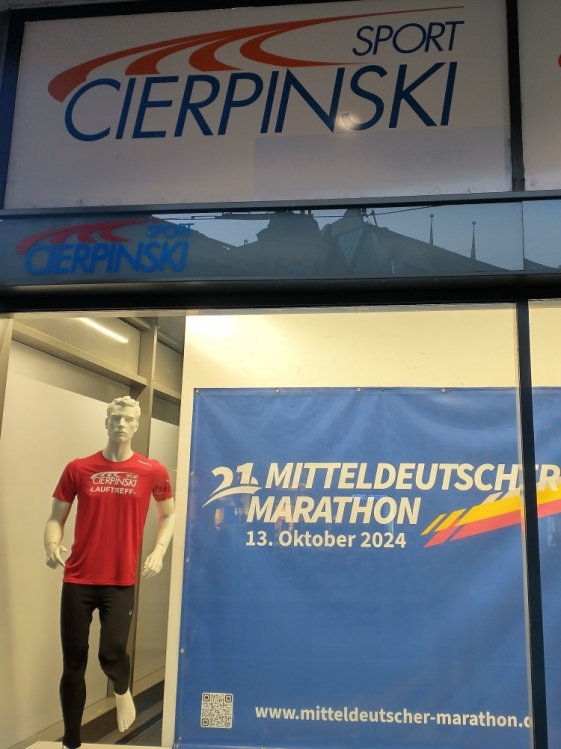 SPORT
CIERPINSKI
SPORT
CIERPINSKI
CIERPINSKI
LAUFTREFF
21. MITTELDEUTSCHER
MARATHON
13. Oktober 2024
www.mitteldeutscher-marathon.d